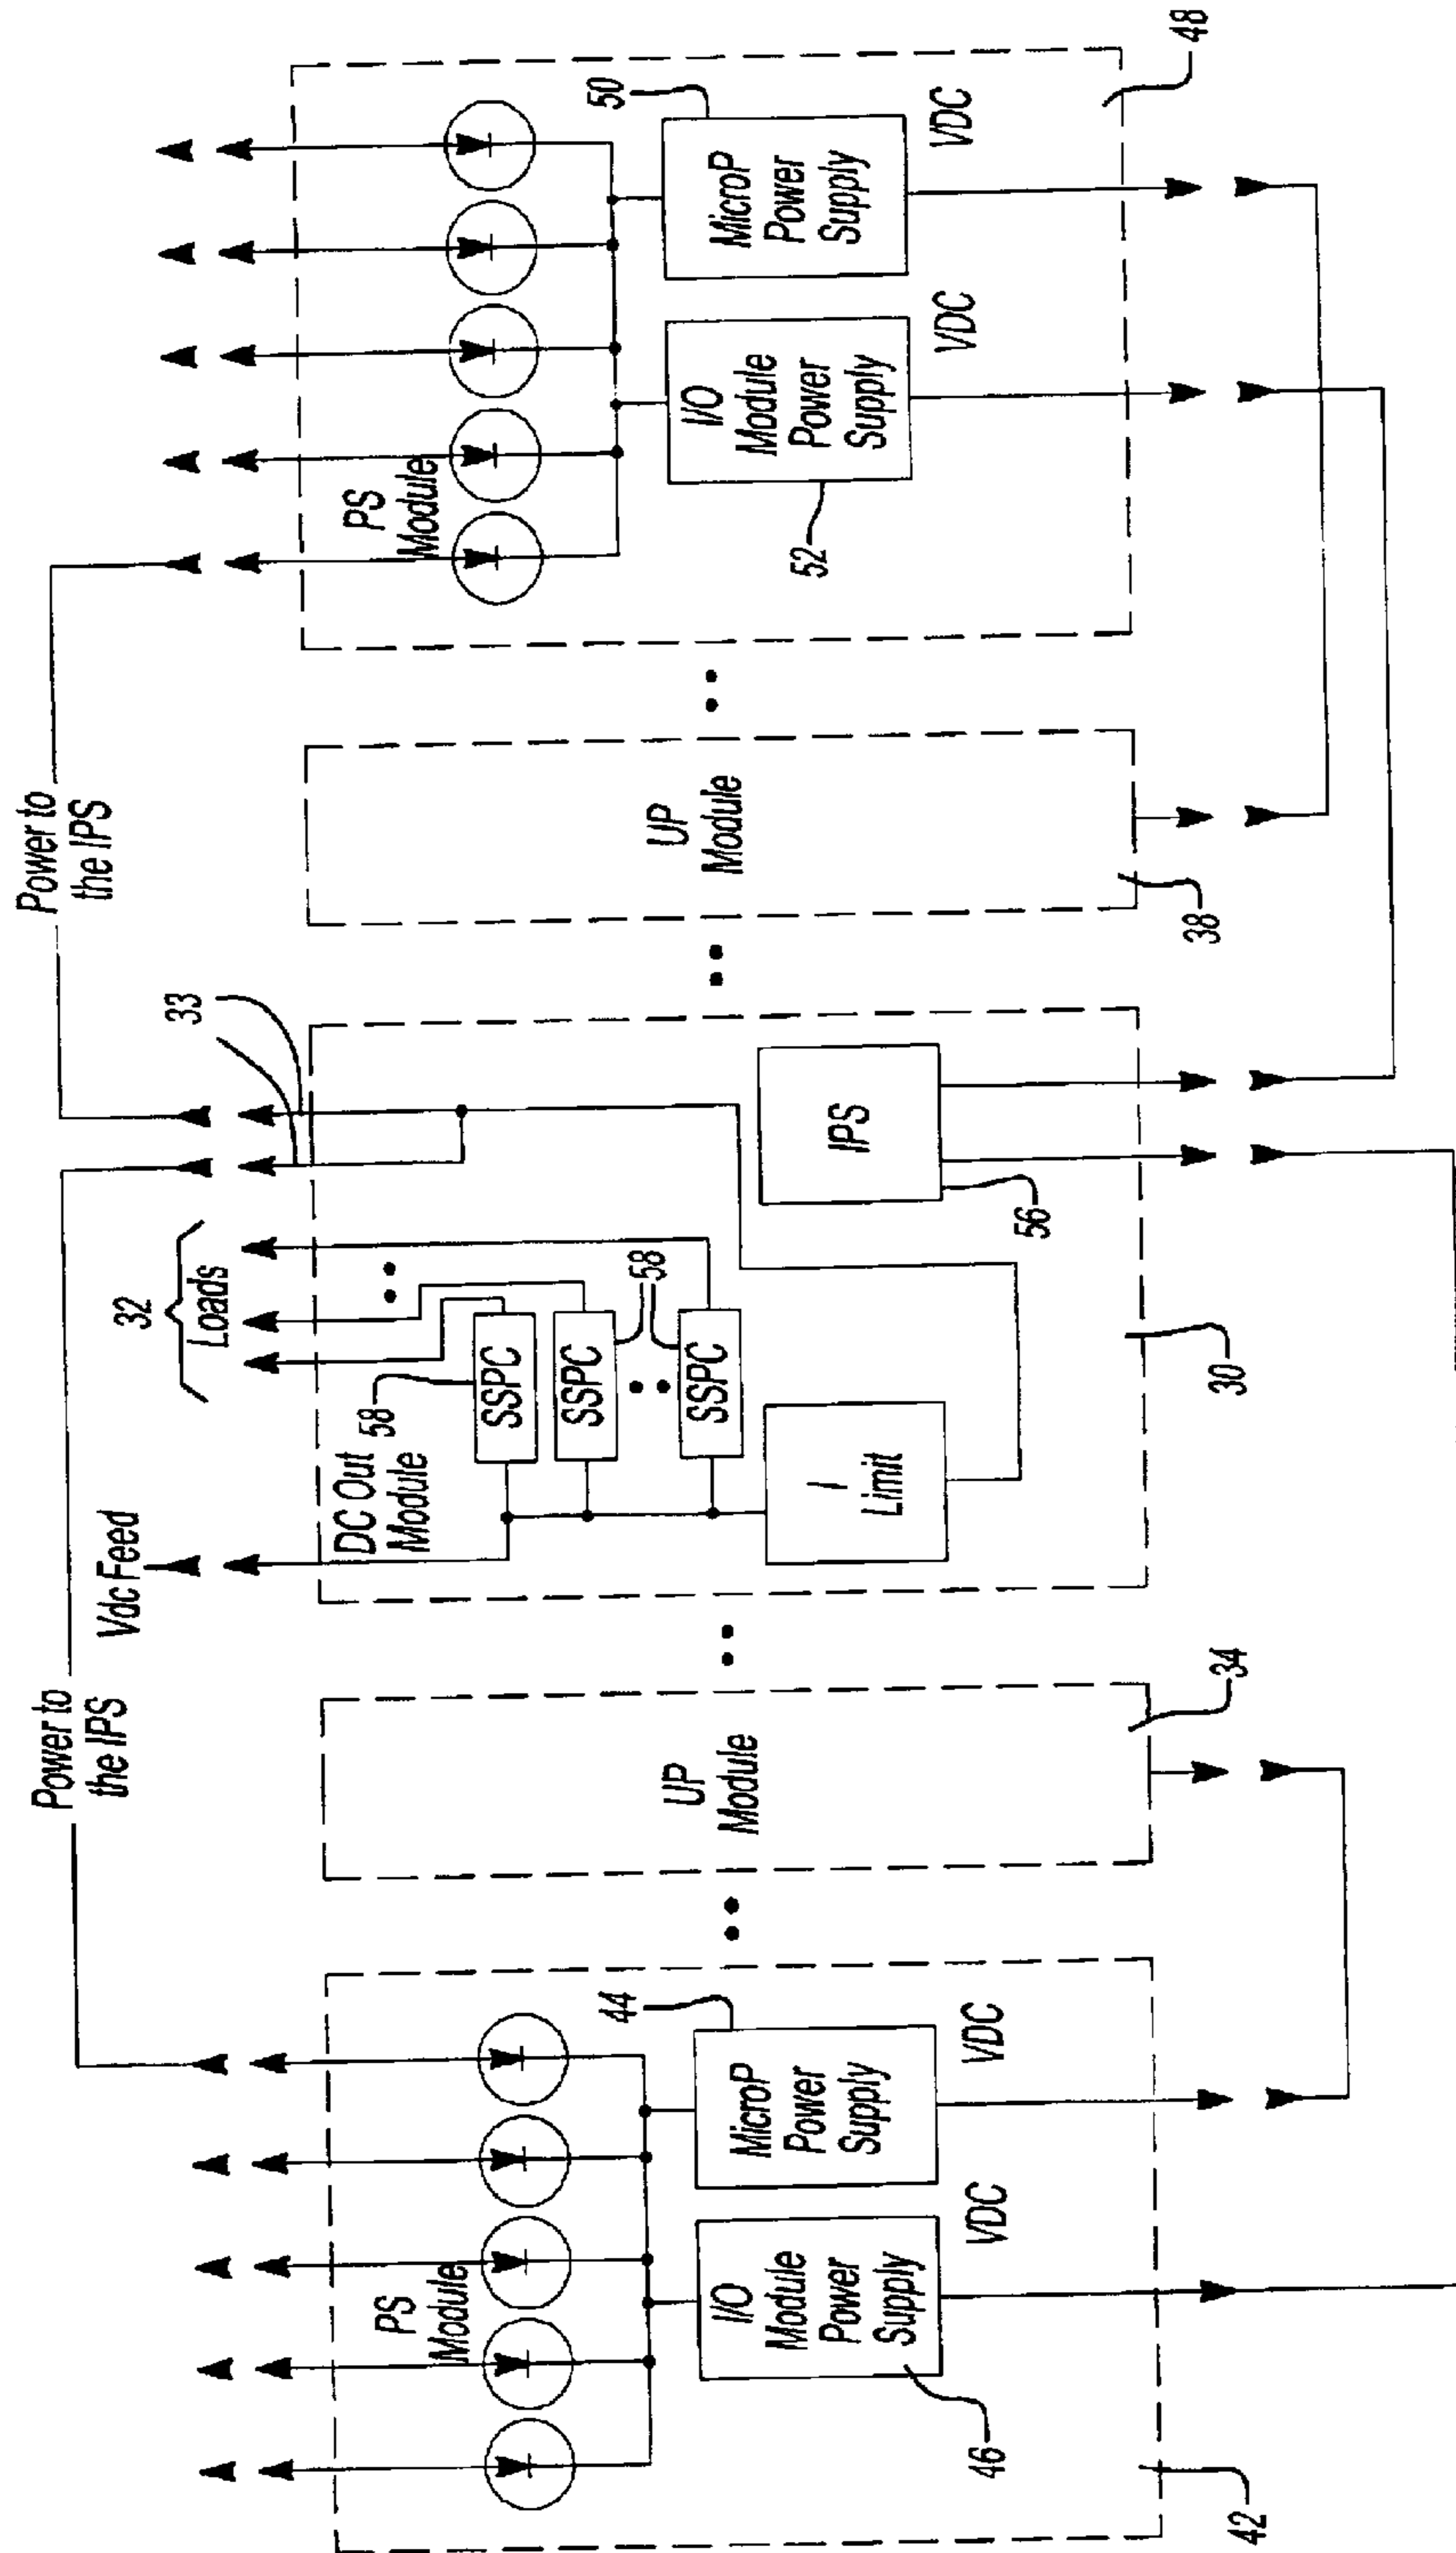 Power to
the IPS
Power to
the IPS
Vdc Feed
32
Loads
33
PS
Module
44
MicroP
Power
Supply
VDC
I/O
Module
Power
Supply
VDC
46
42
UP
Module
34
DC Out
Module
58
SSPC
SSPC
58
SSPC
I
Limit
IPS
56
30
UP
Module
38
PS
Module
50
MicroP
Power
Supply
VDC
I/O
Module
Power
Supply
VDC
52
48